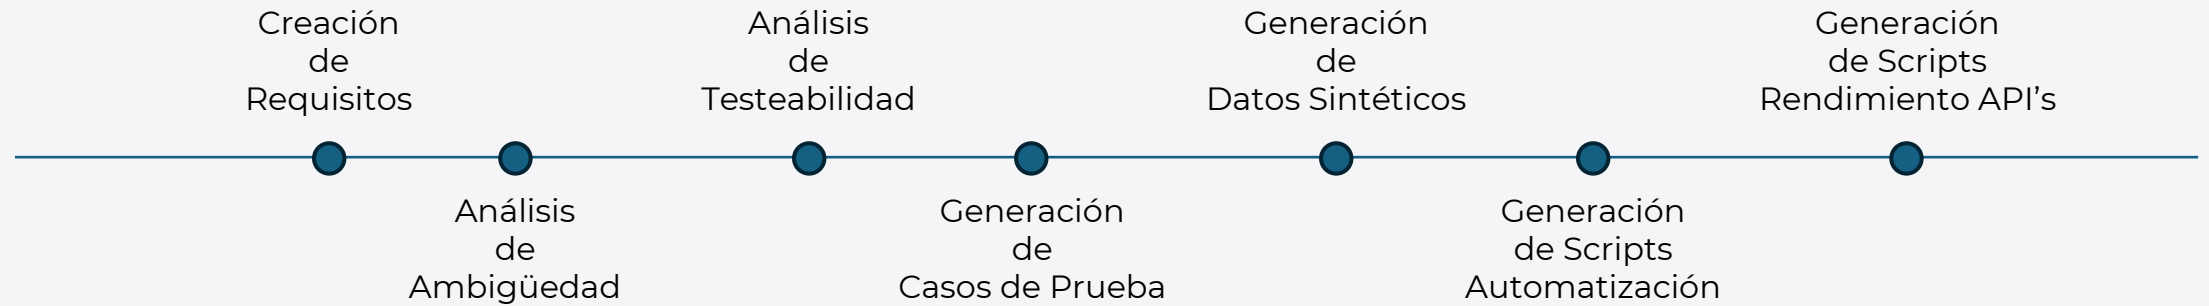 Creación
de
Requisitos
Análisis
de
Ambigüedad
Análisis
de
Testeabilidad
Generación
de
Casos de Prueba
Generación
de
Datos Sintéticos
Generación
de Scripts
Automatización
Generación
de Scripts
Rendimiento API’s